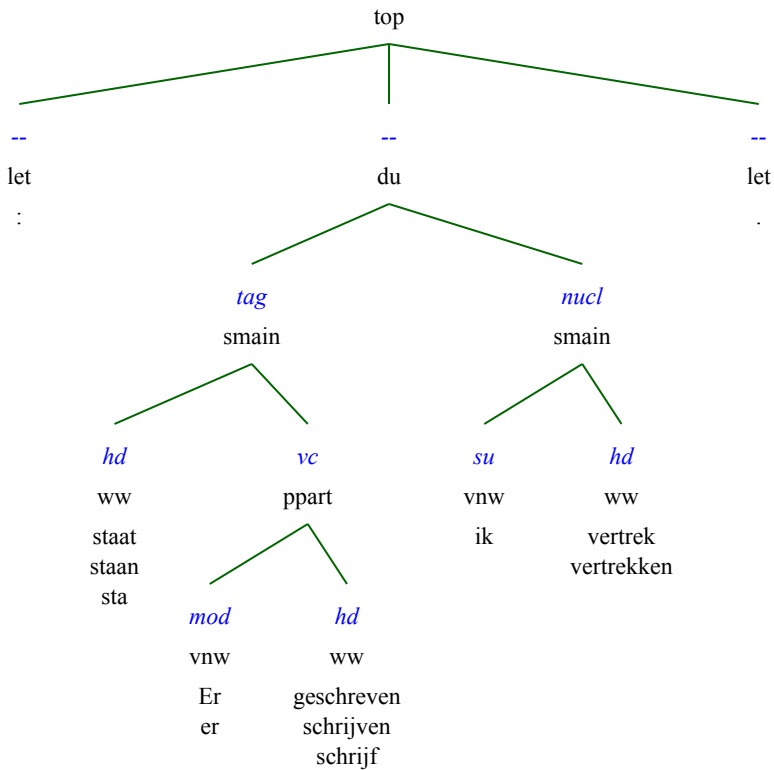 top
-- -- --
let du let
: .
tag nucl
smain smain
hd vc su hd
ww ppart vnw ww
staat ik vertrek
staan vertrekken
sta
mod hd
vnw ww
Er geschreven
er schrijven
schrijf